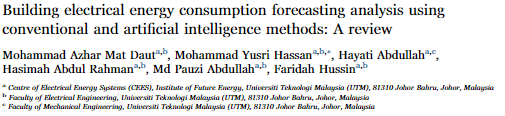 Building electrical energy consumption forecasting analysis using
conventional and artificial intelligence methods: A review
Mohammad Azhar Mat Daut^a,b, Mohammad Yusri Hassan^a,b,*, Hayati Abdullah^a,c,
Hasimah Abdul Rahman^a,b, Md Pauzi Abdullah^a,b, Faridah Hussin^a,b
^a Centre of Electrical Energy Systems (CEES), Institute of Future Energy, Universiti Teknologi Malaysia (UTM), 81310 Johor Bahru, Johor, Malaysia
^b Faculty of Electrical Engineering, Universiti Teknologi Malaysia (UTM), 81310 Johor Bahru, Johor, Malaysia
^c Faculty of Mechanical Engineering, Universiti Teknologi Malaysia (UTM), 81310 Johor Bahru, Johor, Malaysia